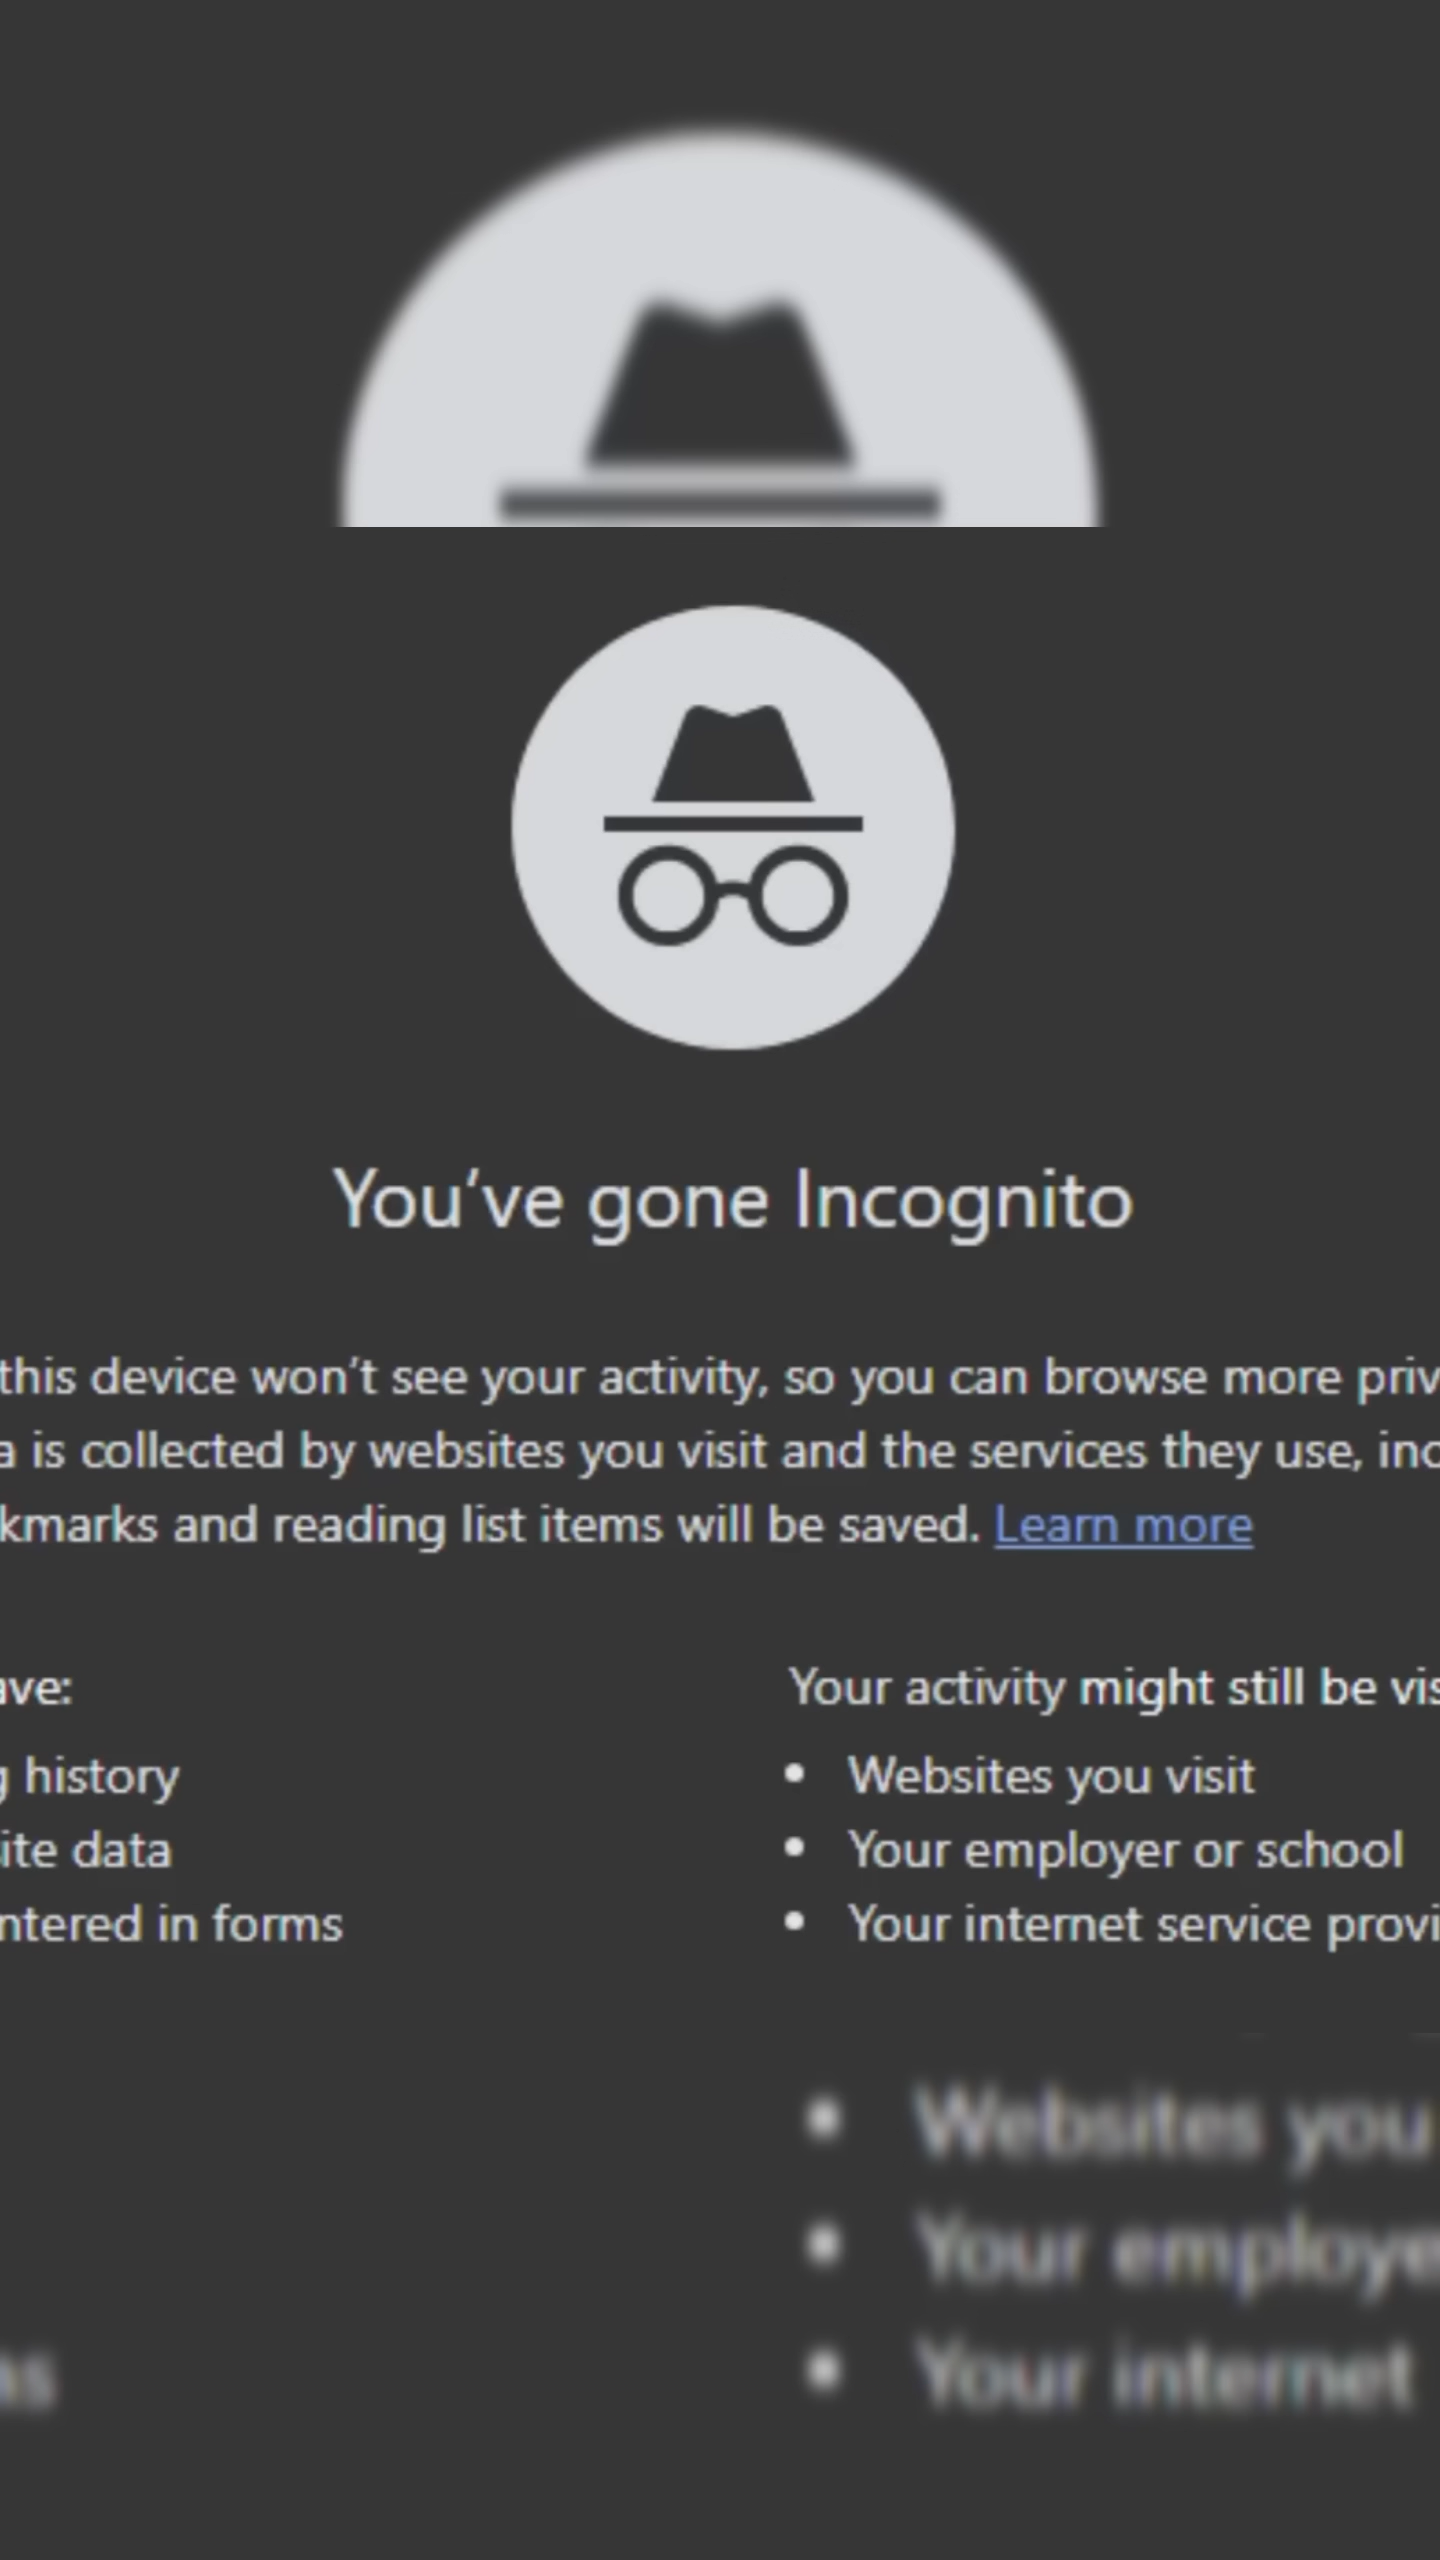 You've gone Incognito
this device won't see your activity, so you can browse more priv
a is collected by websites you visit and the services they use, inc
kmarks and reading list items will be saved. Learn more
ave:
g history
ite data
ntered in forms
Your activity might still be vis
• Websites you visit
• Your employer or school
• Your internet service provi
• Websites you
• Your employe
• Your internet
ms